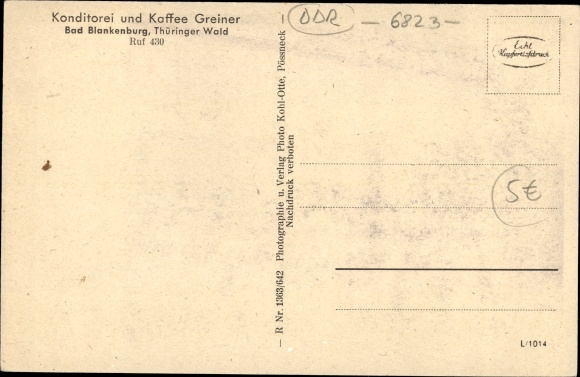 Konditorei und Kaffee Greiner
Bad Blankenburg, Thüringer Wald
Ruf 430
— R Nr. 1363/642 Photographie u. Verlag Photo Kohl-Otte, Pössneck —
Nachdruck verboten
DDR — 6823 —
Echt
Kupfertiefdruck
5€
L/1014